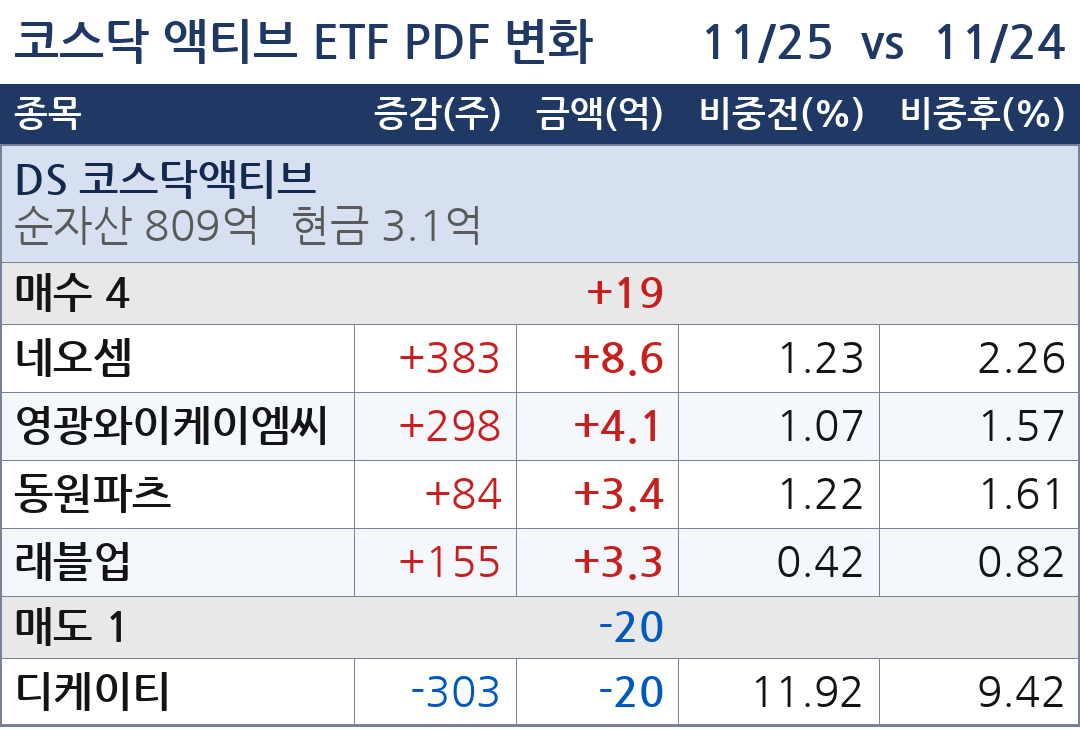 코스닥 액티브 ETF PDF 변화 11/25 vs 11/24
종목 증감(주) 금액(억) 비중전(%) 비중후(%)
DS 코스닥액티브
순자산 809억 현금 3.1억
매수 4 +19
네오셈 +383 +8.6 1.23 2.26
영광와이케이엠씨 +298 +4.1 1.07 1.57
동원파츠 +84 +3.4 1.22 1.61
래블업 +155 +3.3 0.42 0.82
매도 1 -20
디케이티 -303 -20 11.92 9.42